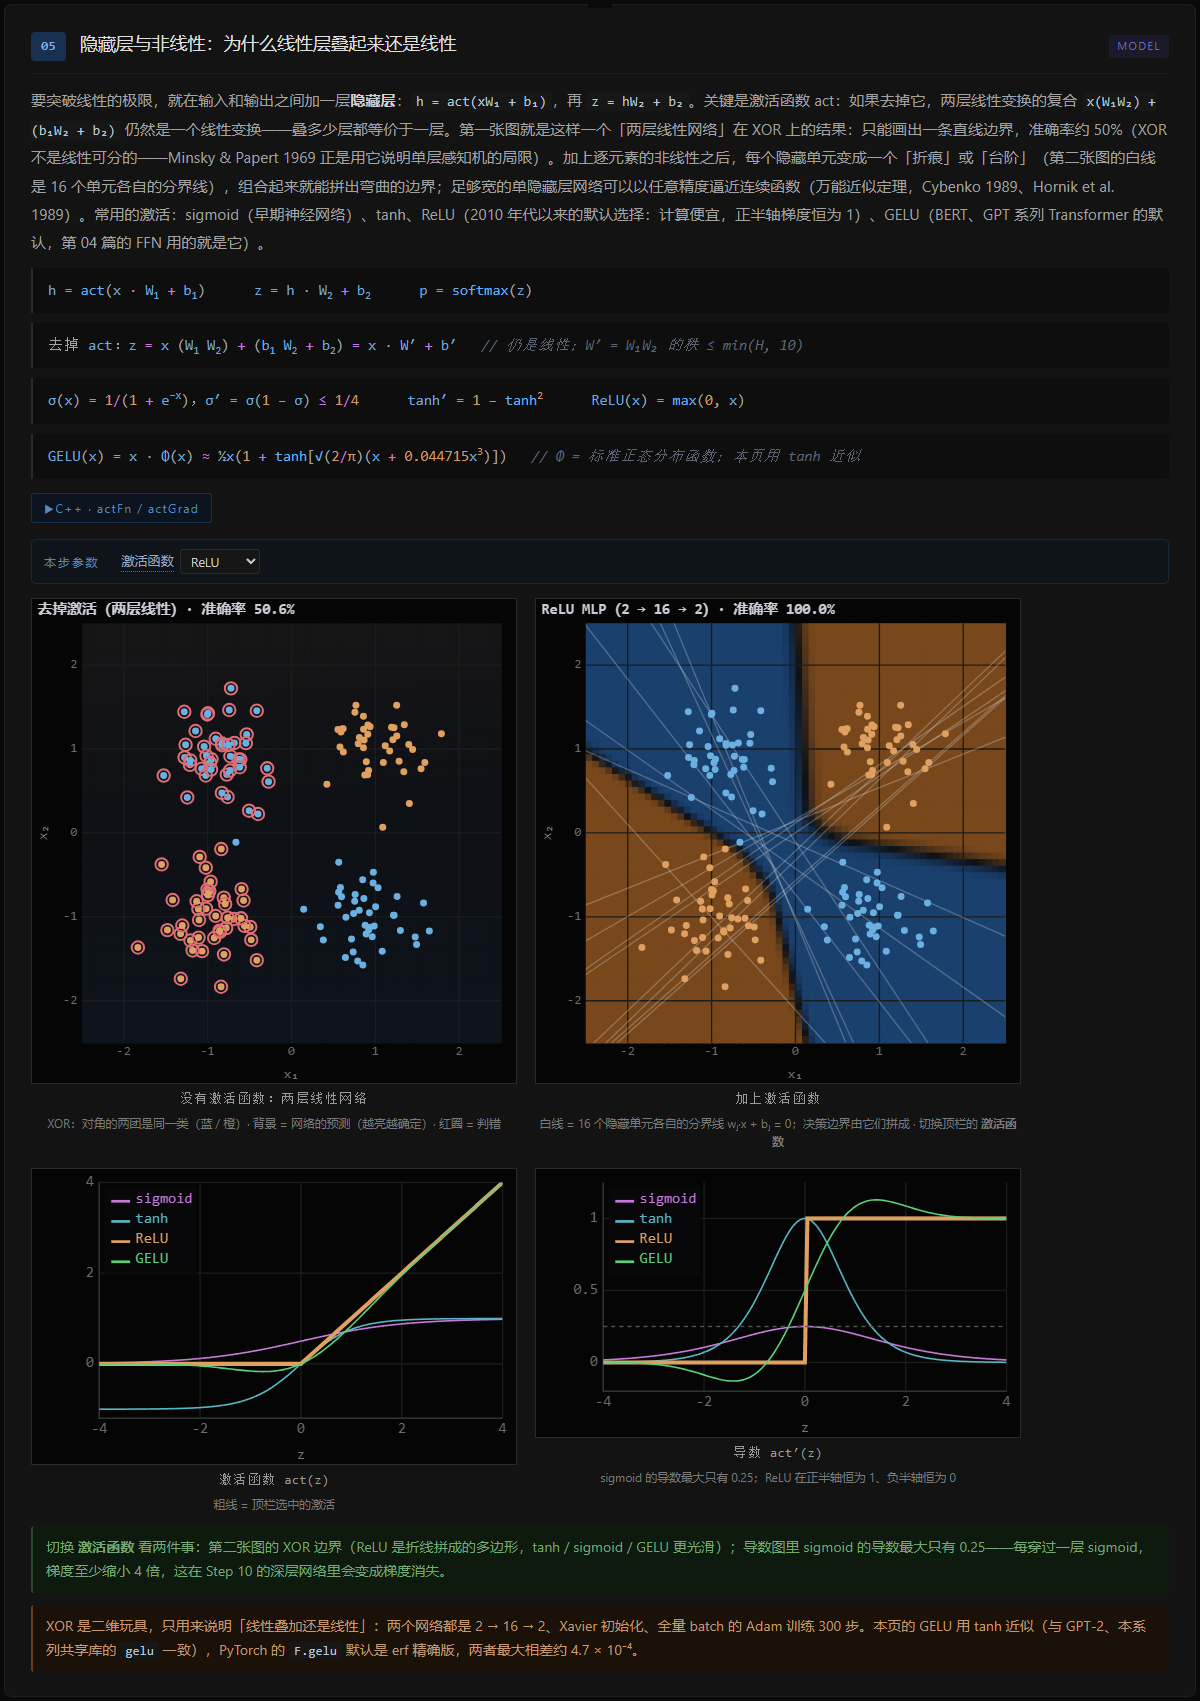 05 隐藏层与非线性：为什么线性层叠起来还是线性 MODEL
要突破线性的极限，就在输入和输出之间加一层隐藏层：h = act(xW₁ + b₁)，再 z = hW₂ + b₂。关键是激活函数 act：如果去掉它，两层线性变换的复合 x(W₁W₂) +
(b₁W₂ + b₂) 仍然是一个线性变换——叠多少层都等价于一层。第一张图就是这样一个「两层线性网络」在 XOR 上的结果：只能画出一条直线边界，准确率约 50%（XOR
不是线性可分的——Minsky & Papert 1969 正是用它说明单层感知机的局限）。加上逐元素的非线性之后，每个隐藏单元变成一个「折痕」或「台阶」（第二张图的白线
是 16 个单元各自的分界线），组合起来就能拼出弯曲的边界；足够宽的单隐藏层网络可以以任意精度逼近连续函数（万能近似定理，Cybenko 1989、Hornik et al.
1989）。常用的激活：sigmoid（早期神经网络）、tanh、ReLU（2010 年代以来的默认选择：计算便宜，正半轴梯度恒为 1）、GELU（BERT、GPT 系列 Transformer 的默
认，第 04 篇的 FFN 用的就是它）。
h = act(x · W₁ + b₁) z = h · W₂ + b₂ p = softmax(z)
去掉 act：z = x (W₁ W₂) + (b₁ W₂ + b₂) = x · W′ + b′ // 仍是线性；W′ = W₁W₂ 的秩 ≤ min(H, 10)
σ(x) = 1/(1 + e⁻ˣ)，σ′ = σ(1 − σ) ≤ 1/4 tanh′ = 1 − tanh² ReLU(x) = max(0, x)
GELU(x) = x · Φ(x) ≈ ½x(1 + tanh[√(2/π)(x + 0.044715x³)]) // Φ = 标准正态分布函数；本页用 tanh 近似
▶C++ · actFn / actGrad
本步参数 激活函数 ReLU
去掉激活（两层线性）· 准确率 50.6%
2
1
0
-1
-2
x₂
-2 -1 0 1 2
x₁
没有激活函数：两层线性网络
XOR：对角的两团是同一类（蓝 / 橙）· 背景 = 网络的预测（越亮越确定）· 红圈 = 判错
ReLU MLP (2 → 16 → 2) · 准确率 100.0%
2
1
0
-1
-2
x₂
-2 -1 0 1 2
x₁
加上激活函数
白线 = 16 个隐藏单元各自的分界线 wⱼ·x + bⱼ = 0；决策边界由它们拼成 · 切换顶栏的 激活函
数
sigmoid
tanh
ReLU
GELU
4
2
0
-4 -2 0 2 4
z
激活函数 act(z)
粗线 = 顶栏选中的激活
sigmoid
tanh
ReLU
GELU
1
0.5
0
-4 -2 0 2 4
z
导数 act′(z)
sigmoid 的导数最大只有 0.25；ReLU 在正半轴恒为 1、负半轴恒为 0
切换 激活函数 看两件事：第二张图的 XOR 边界（ReLU 是折线拼成的多边形，tanh / sigmoid / GELU 更光滑）；导数图里 sigmoid 的导数最大只有 0.25——每穿过一层 sigmoid，
梯度至少缩小 4 倍，这在 Step 10 的深层网络里会变成梯度消失。
XOR 是二维玩具，只用来说明「线性叠加还是线性」：两个网络都是 2 → 16 → 2、Xavier 初始化、全量 batch 的 Adam 训练 300 步。本页的 GELU 用 tanh 近似（与 GPT-2、本系
列共享库的 gelu 一致），PyTorch 的 F.gelu 默认是 erf 精确版，两者最大相差约 4.7 × 10⁻⁴。